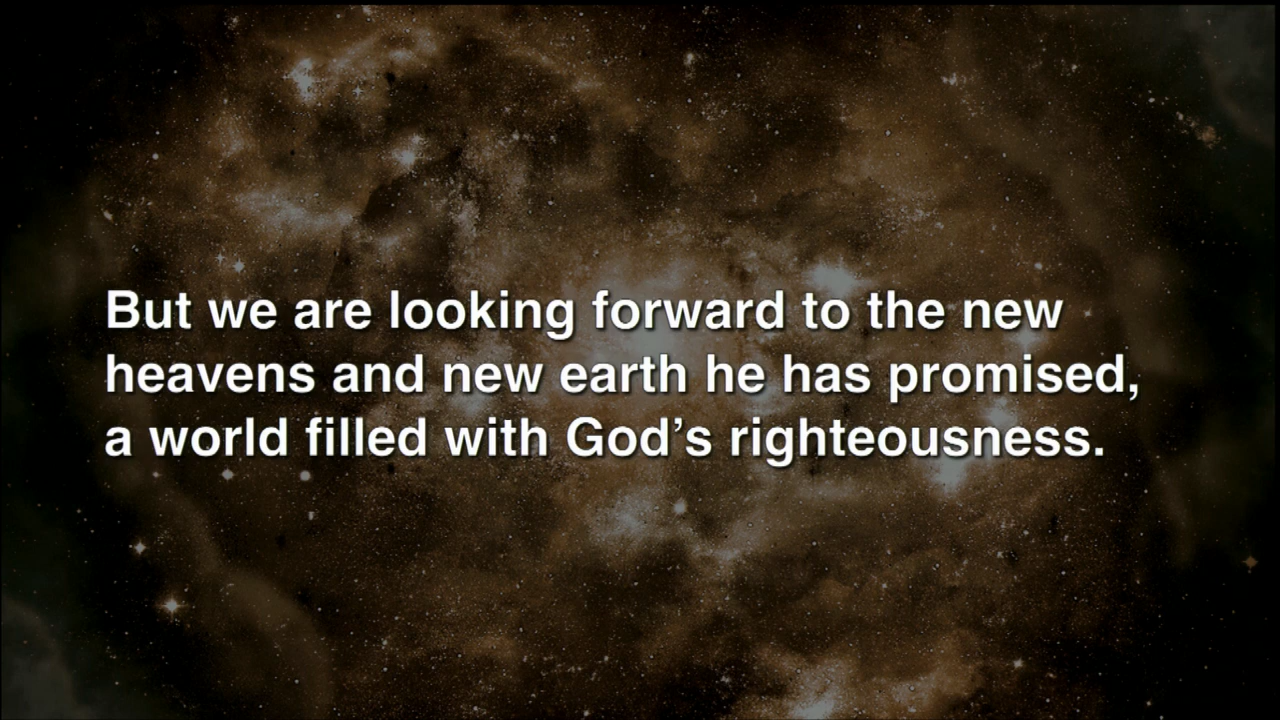 But we are looking forward to the new
heavens and new earth he has promised,
a world filled with God’s righteousness.